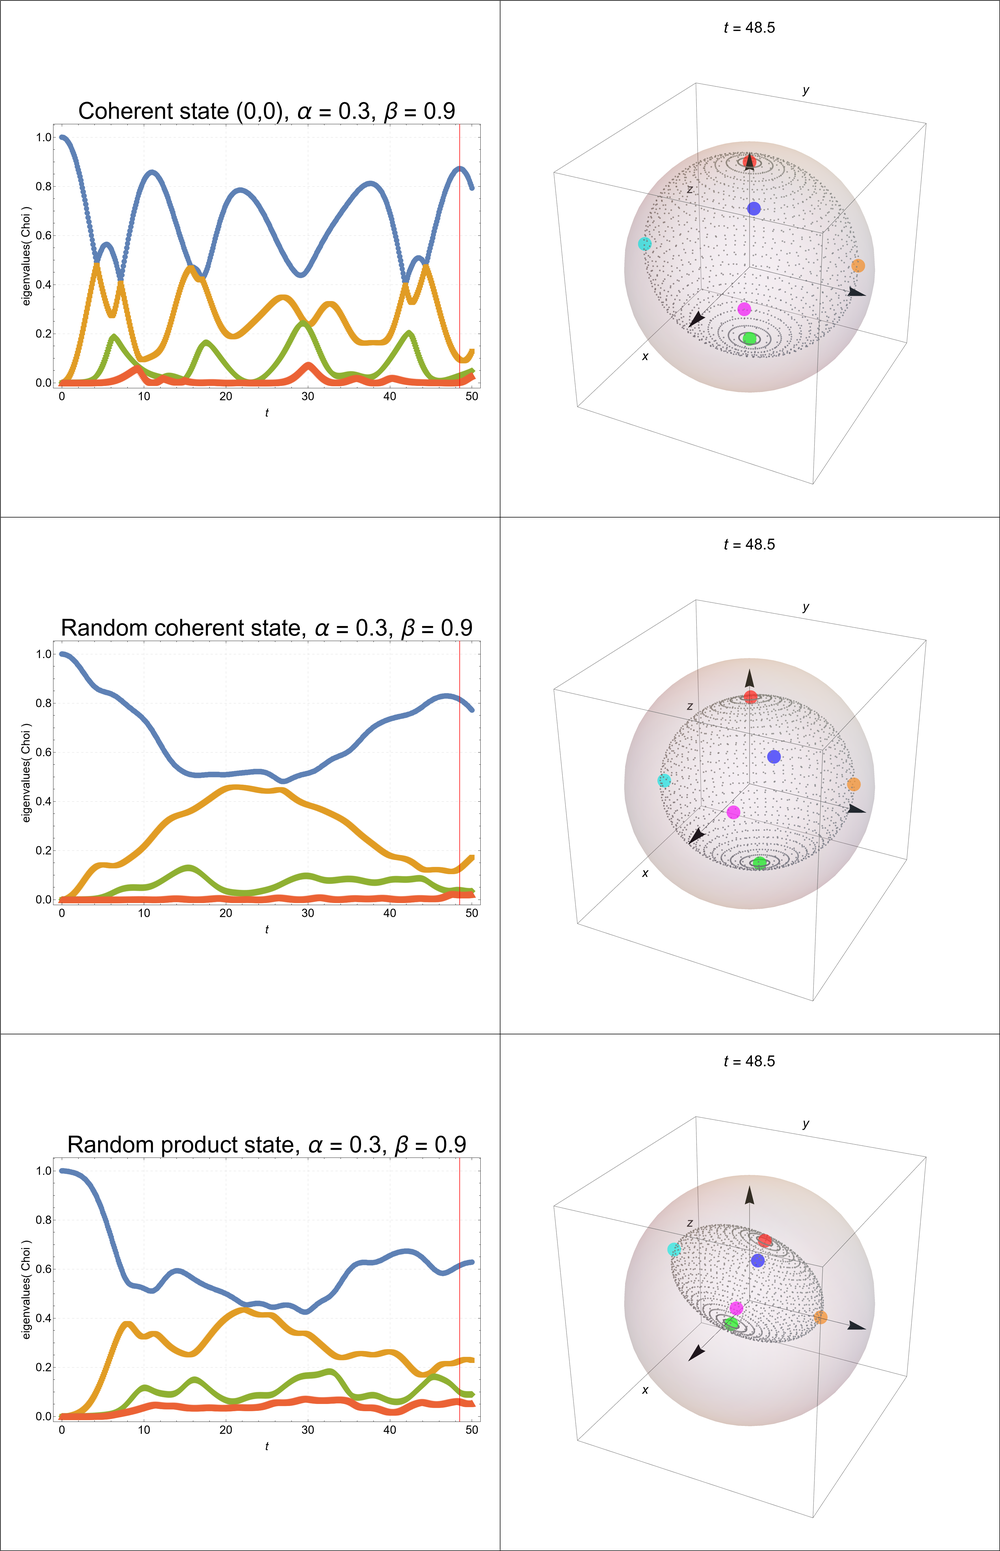 t = 48.5
Coherent state (0,0), α = 0.3, β = 0.9
eigenvalues( Choi )
1.0
0.8
0.6
0.4
0.2
0.0
0
10
20
30
40
50
t
y
z
x
t = 48.5
Random coherent state, α = 0.3, β = 0.9
eigenvalues( Choi )
1.0
0.8
0.6
0.4
0.2
0.0
0
10
20
30
40
50
t
y
z
x
t = 48.5
Random product state, α = 0.3, β = 0.9
eigenvalues( Choi )
1.0
0.8
0.6
0.4
0.2
0.0
0
10
20
30
40
50
t
y
z
x